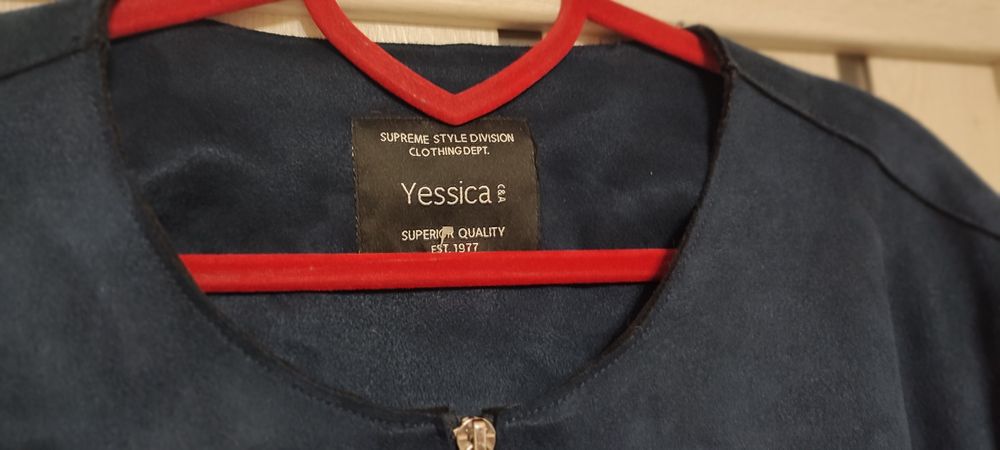 SUPREME STYLE DIVISION
CLOTHING DEPT.
Yessica C&A
SUPERIOR QUALITY
EST. 1977